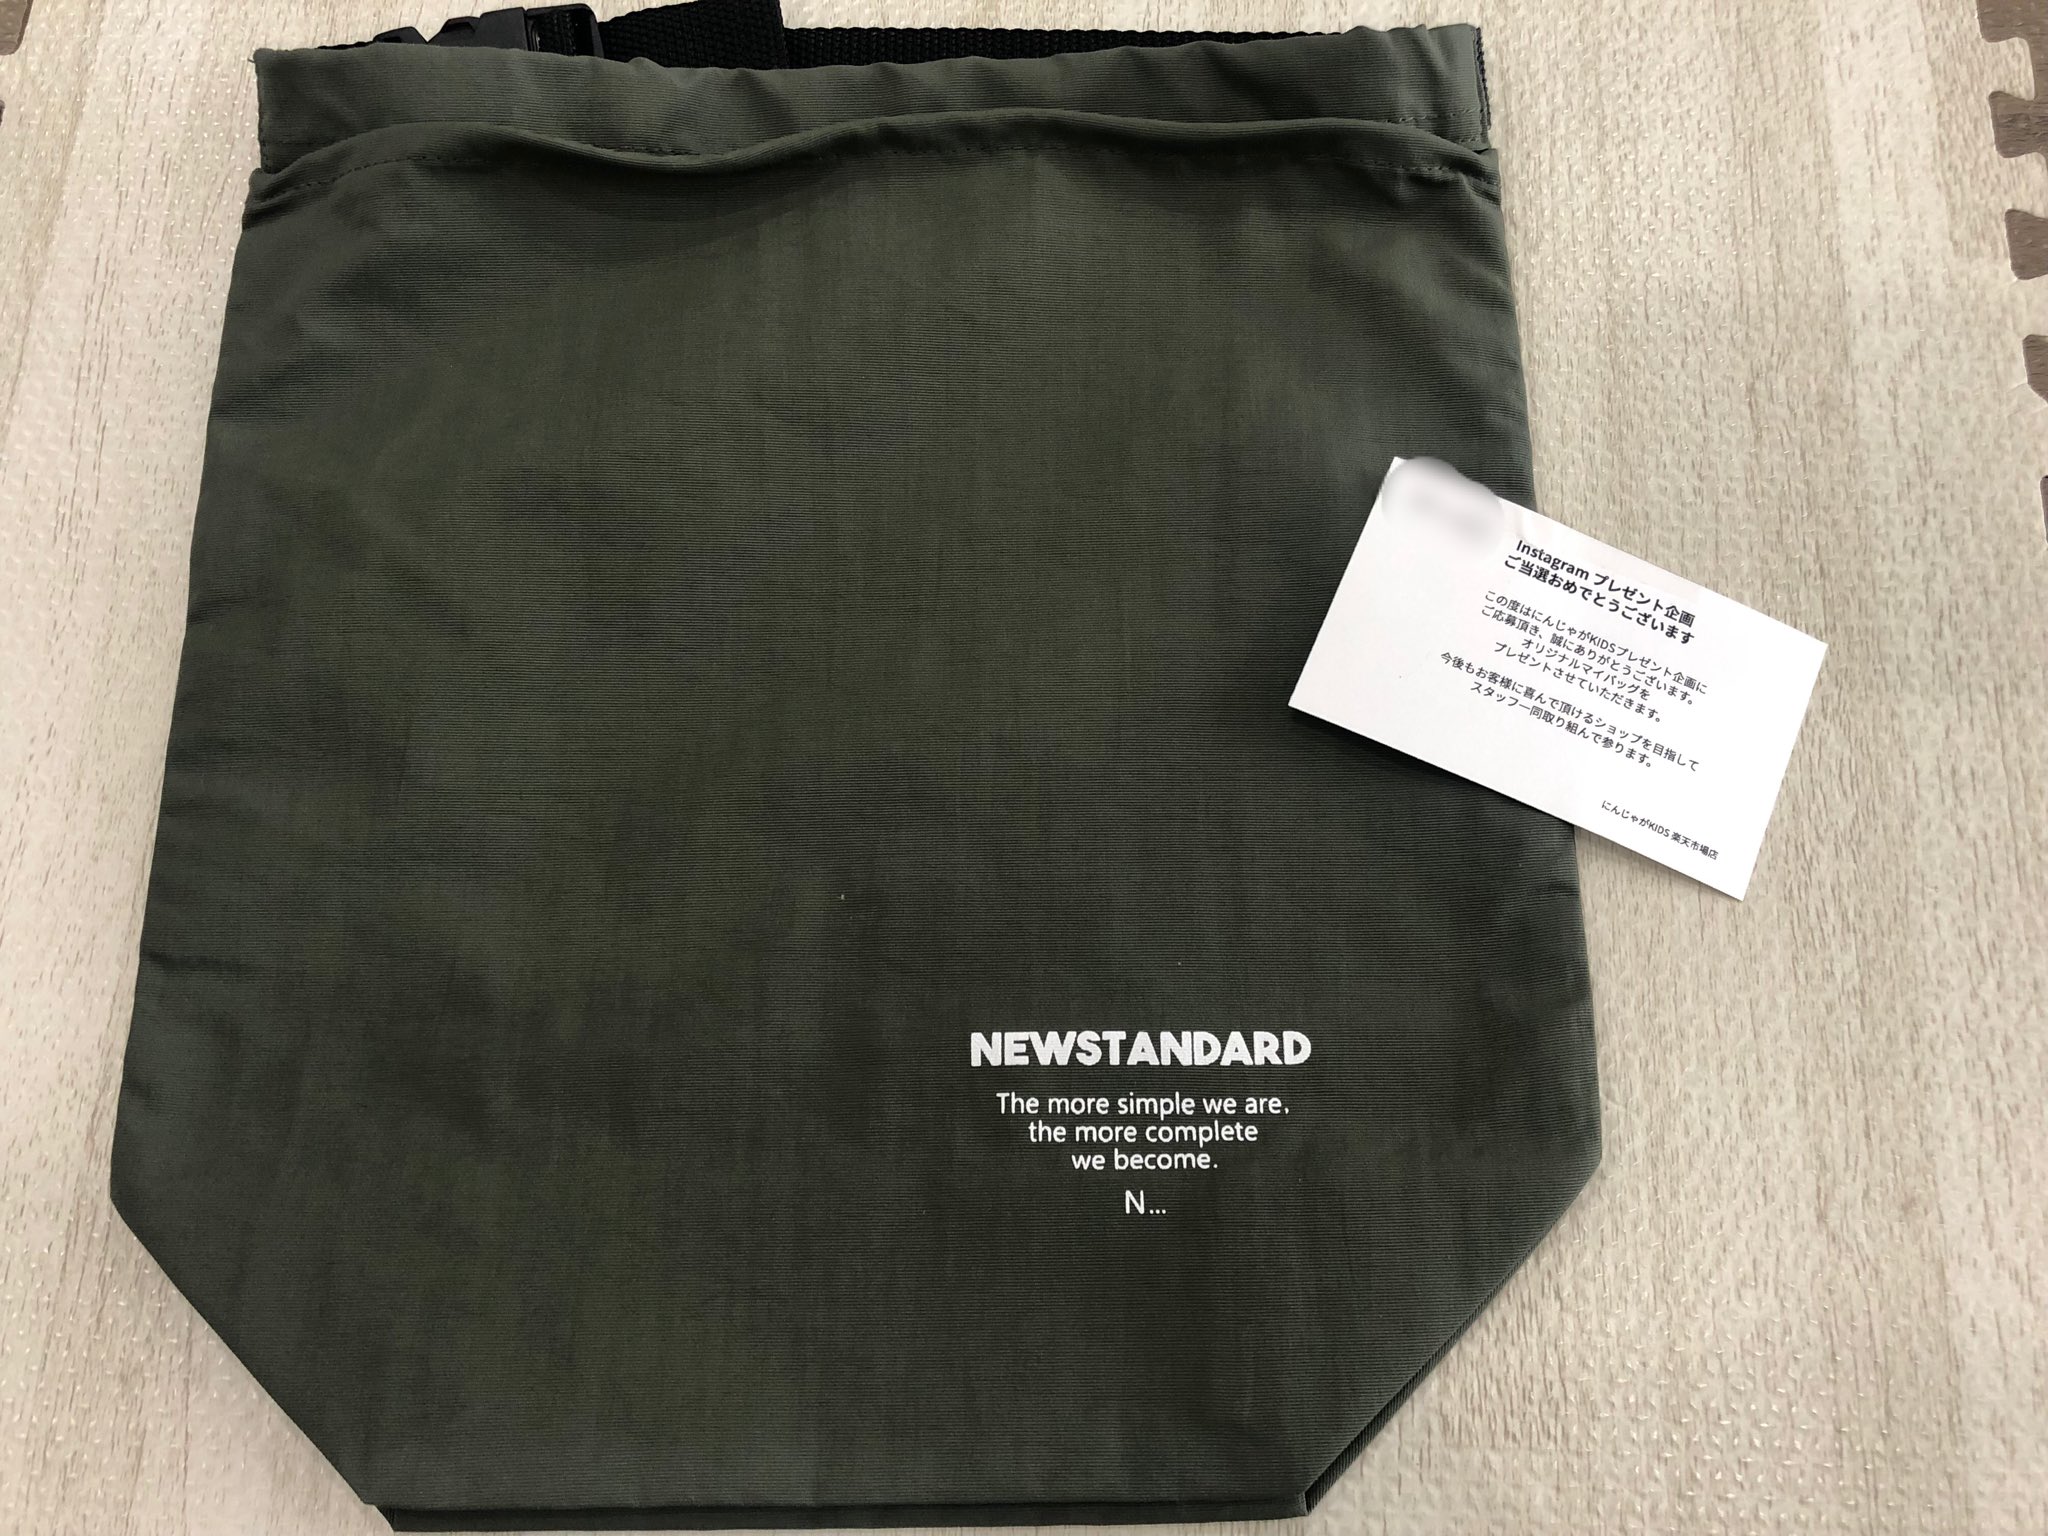 NEWSTANDARD
The more simple we are.
the more complete
we become.
N...
Instagram プレゼント企画
ご当選おめでとうございます
この度はにんじゃがKIDSプレゼント企画に
ご応募頂き、誠にありがとうございます。
オリジナルマイバッグを
プレゼントさせていただきます。
今後もお客様に喜んで頂けるショップを目指して
スタッフ一同取り組んで参ります。
にんじゃがKIDS 楽天市場店